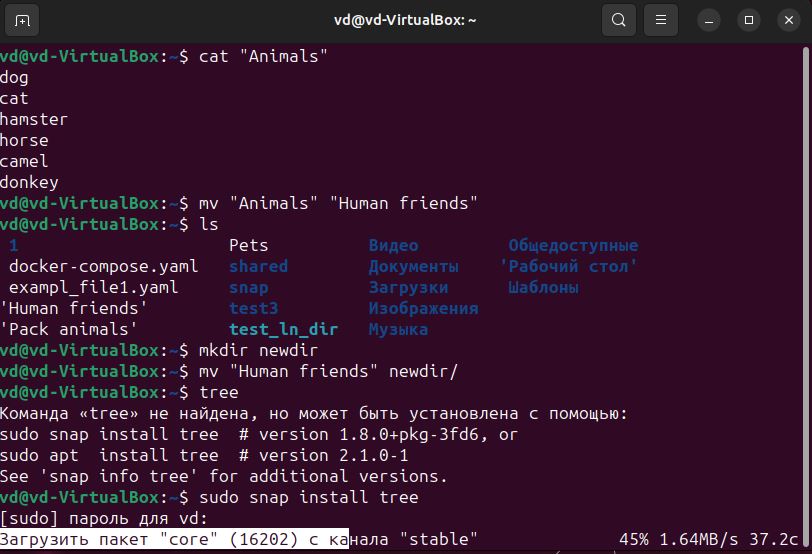 vd@vd-VirtualBox: ~
vd@vd-VirtualBox:~$ cat "Animals"
dog
cat
hamster
horse
camel
donkey
vd@vd-VirtualBox:~$ mv "Animals" "Human friends"
vd@vd-VirtualBox:~$ ls
1 Pets Видео Общедоступные
docker-compose.yaml shared Документы 'Рабочий стол'
exampl_file1.yaml snap Загрузки Шаблоны
'Human friends' test3 Изображения
'Pack animals' test_ln_dir Музыка
vd@vd-VirtualBox:~$ mkdir newdir
vd@vd-VirtualBox:~$ mv "Human friends" newdir/
vd@vd-VirtualBox:~$ tree
Команда «tree» не найдена, но может быть установлена с помощью:
sudo snap install tree # version 1.8.0+pkg-3fd6, or
sudo apt install tree # version 2.1.0-1
See 'snap info tree' for additional versions.
vd@vd-VirtualBox:~$ sudo snap install tree
[sudo] пароль для vd:
Загрузить пакет "core" (16202) с канала "stable" 45% 1.64MB/s 37.2s